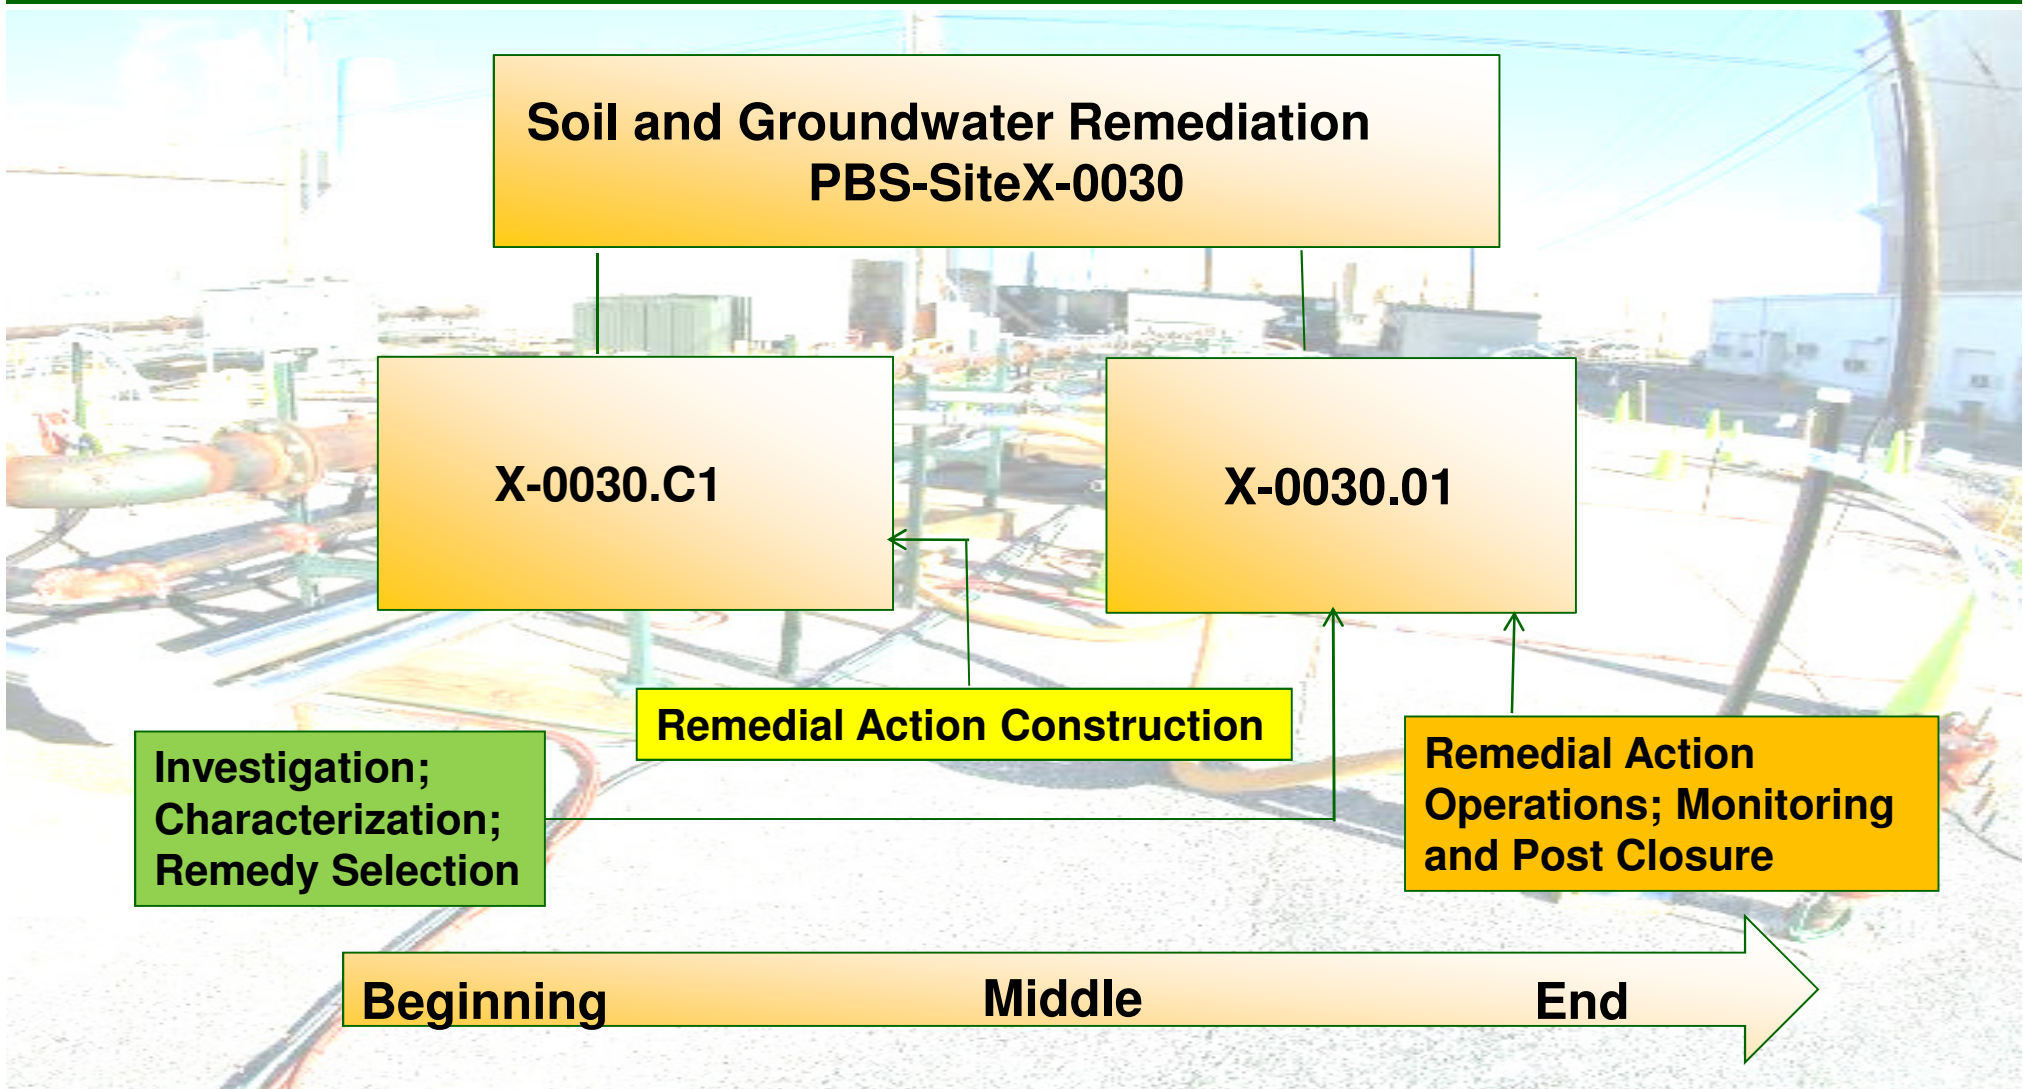 Soil and Groundwater Remediation
PBS-SiteX-0030
X-0030.C1
X-0030.01
Remedial Action Construction
Investigation;
Characterization;
Remedy Selection
Remedial Action
Operations; Monitoring
and Post Closure
Beginning
Middle
End